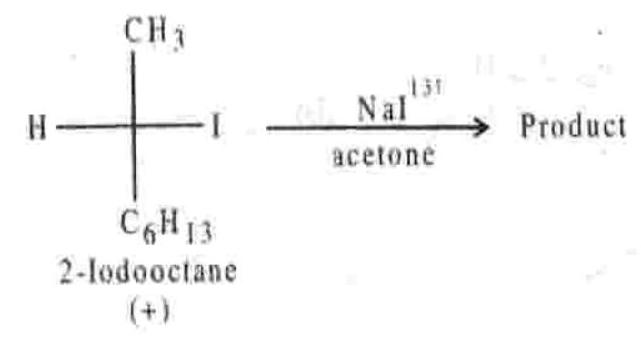 CH3
H I NaI131 Product
acetone
C6H13
2-Iodooctane
(+)